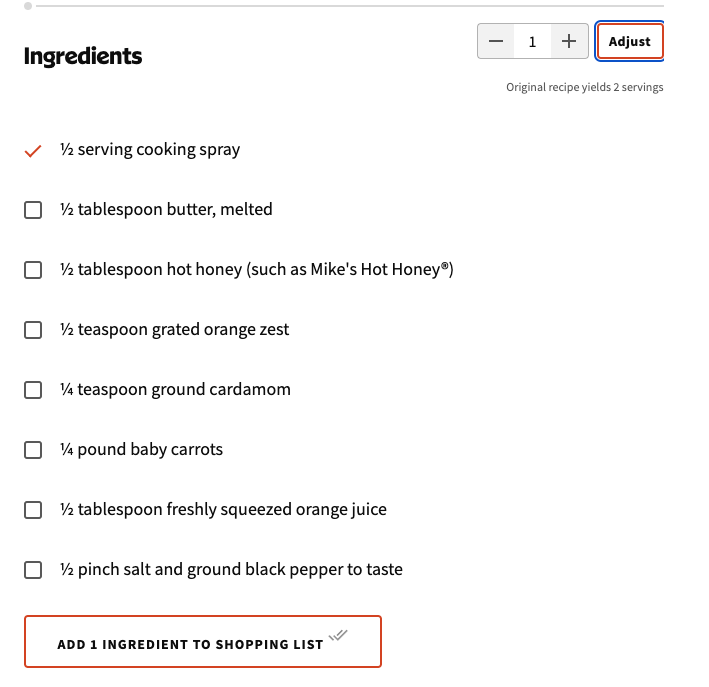 Ingredients
1
Adjust
Original recipe yields 2 servings
½ serving cooking spray
½ tablespoon butter, melted
½ tablespoon hot honey (such as Mike's Hot Honey®)
½ teaspoon grated orange zest
¼ teaspoon ground cardamom
¼ pound baby carrots
½ tablespoon freshly squeezed orange juice
½ pinch salt and ground black pepper to taste
ADD 1 INGREDIENT TO SHOPPING LIST